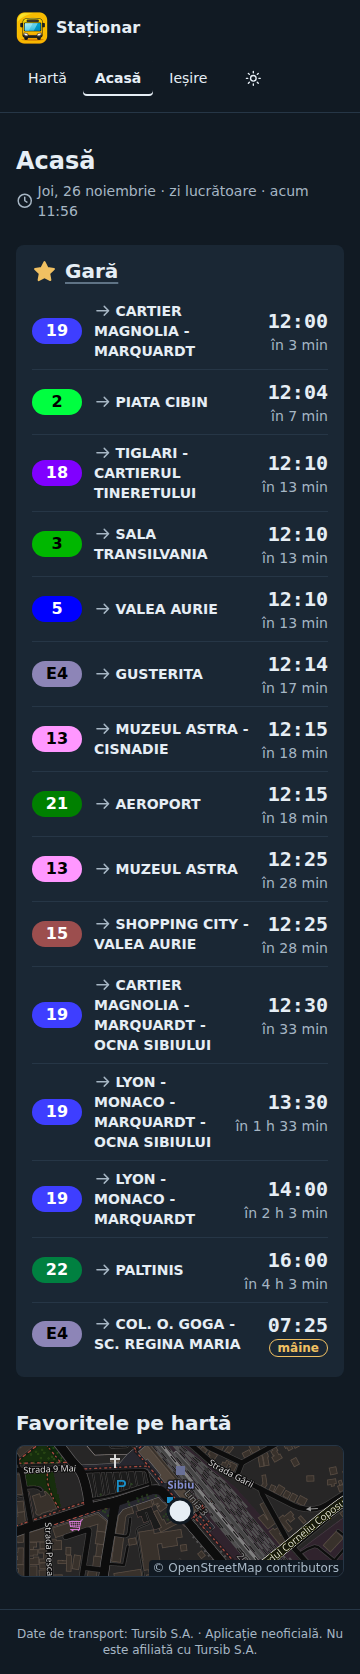 Staționar
Hartă Acasă Ieșire
Acasă
Joi, 26 noiembrie · zi lucrătoare · acum
11:56
Gară
19 → CARTIER
MAGNOLIA -
MARQUARDT
12:00
în 3 min
2 → PIATA CIBIN
12:04
în 7 min
18 → TIGLARI -
CARTIERUL
TINERETULUI
12:10
în 13 min
3 → SALA
TRANSILVANIA
12:10
în 13 min
5 → VALEA AURIE
12:10
în 13 min
E4 → GUSTERITA
12:14
în 17 min
13 → MUZEUL ASTRA -
CISNADIE
12:15
în 18 min
21 → AEROPORT
12:15
în 18 min
13 → MUZEUL ASTRA
12:25
în 28 min
15 → SHOPPING CITY -
VALEA AURIE
12:25
în 28 min
19 → CARTIER
MAGNOLIA -
MARQUARDT -
OCNA SIBIULUI
12:30
în 33 min
19 → LYON -
MONACO -
MARQUARDT -
OCNA SIBIULUI
13:30
în 1 h 33 min
19 → LYON -
MONACO -
MARQUARDT
14:00
în 2 h 3 min
22 → PALTINIS
16:00
în 4 h 3 min
E4 → COL. O. GOGA -
SC. REGINA MARIA
07:25
mâine
Favoritele pe hartă
Strada 9 Mai
P
Sibiu
Strada Gării
Strada Pesca
dul Corneliu Coposu
© OpenStreetMap contributors
Date de transport: Tursib S.A. · Aplicație neoficială. Nu
este afiliată cu Tursib S.A.